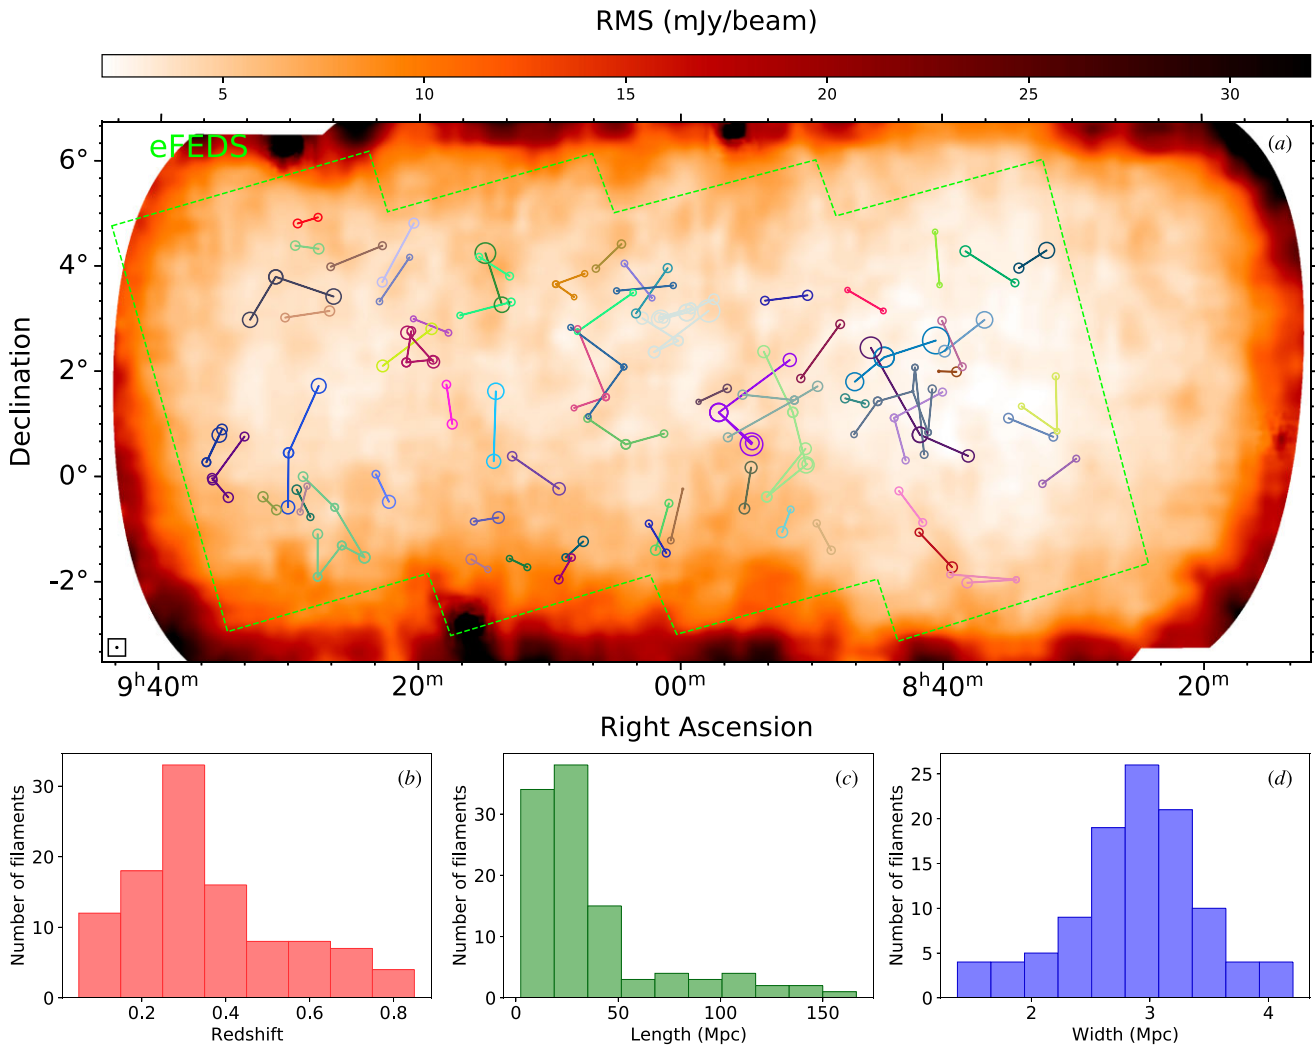 RMS (mJy/beam)
5 10 15 20 25 30
eFEDS
(a)
6°
4°
2°
0°
-2°
Declination
9h40m 20m 00m 8h40m 20m
Right Ascension
(b)
30
20
10
0
Number of filaments
0.2 0.4 0.6 0.8
Redshift
(c)
30
20
10
0
Number of filaments
0 50 100 150
Length (Mpc)
(d)
25
20
15
10
5
0
Number of filaments
2 3 4
Width (Mpc)